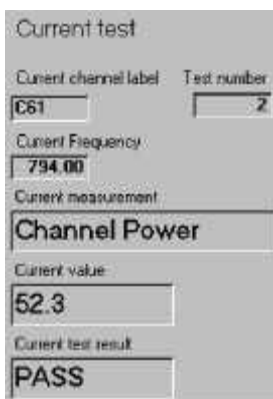 Current test
Current channel label Test number
C61 2
Current Frequency
794.00
Current measurement
Channel Power
Current value
52.3
Current test result
PASS